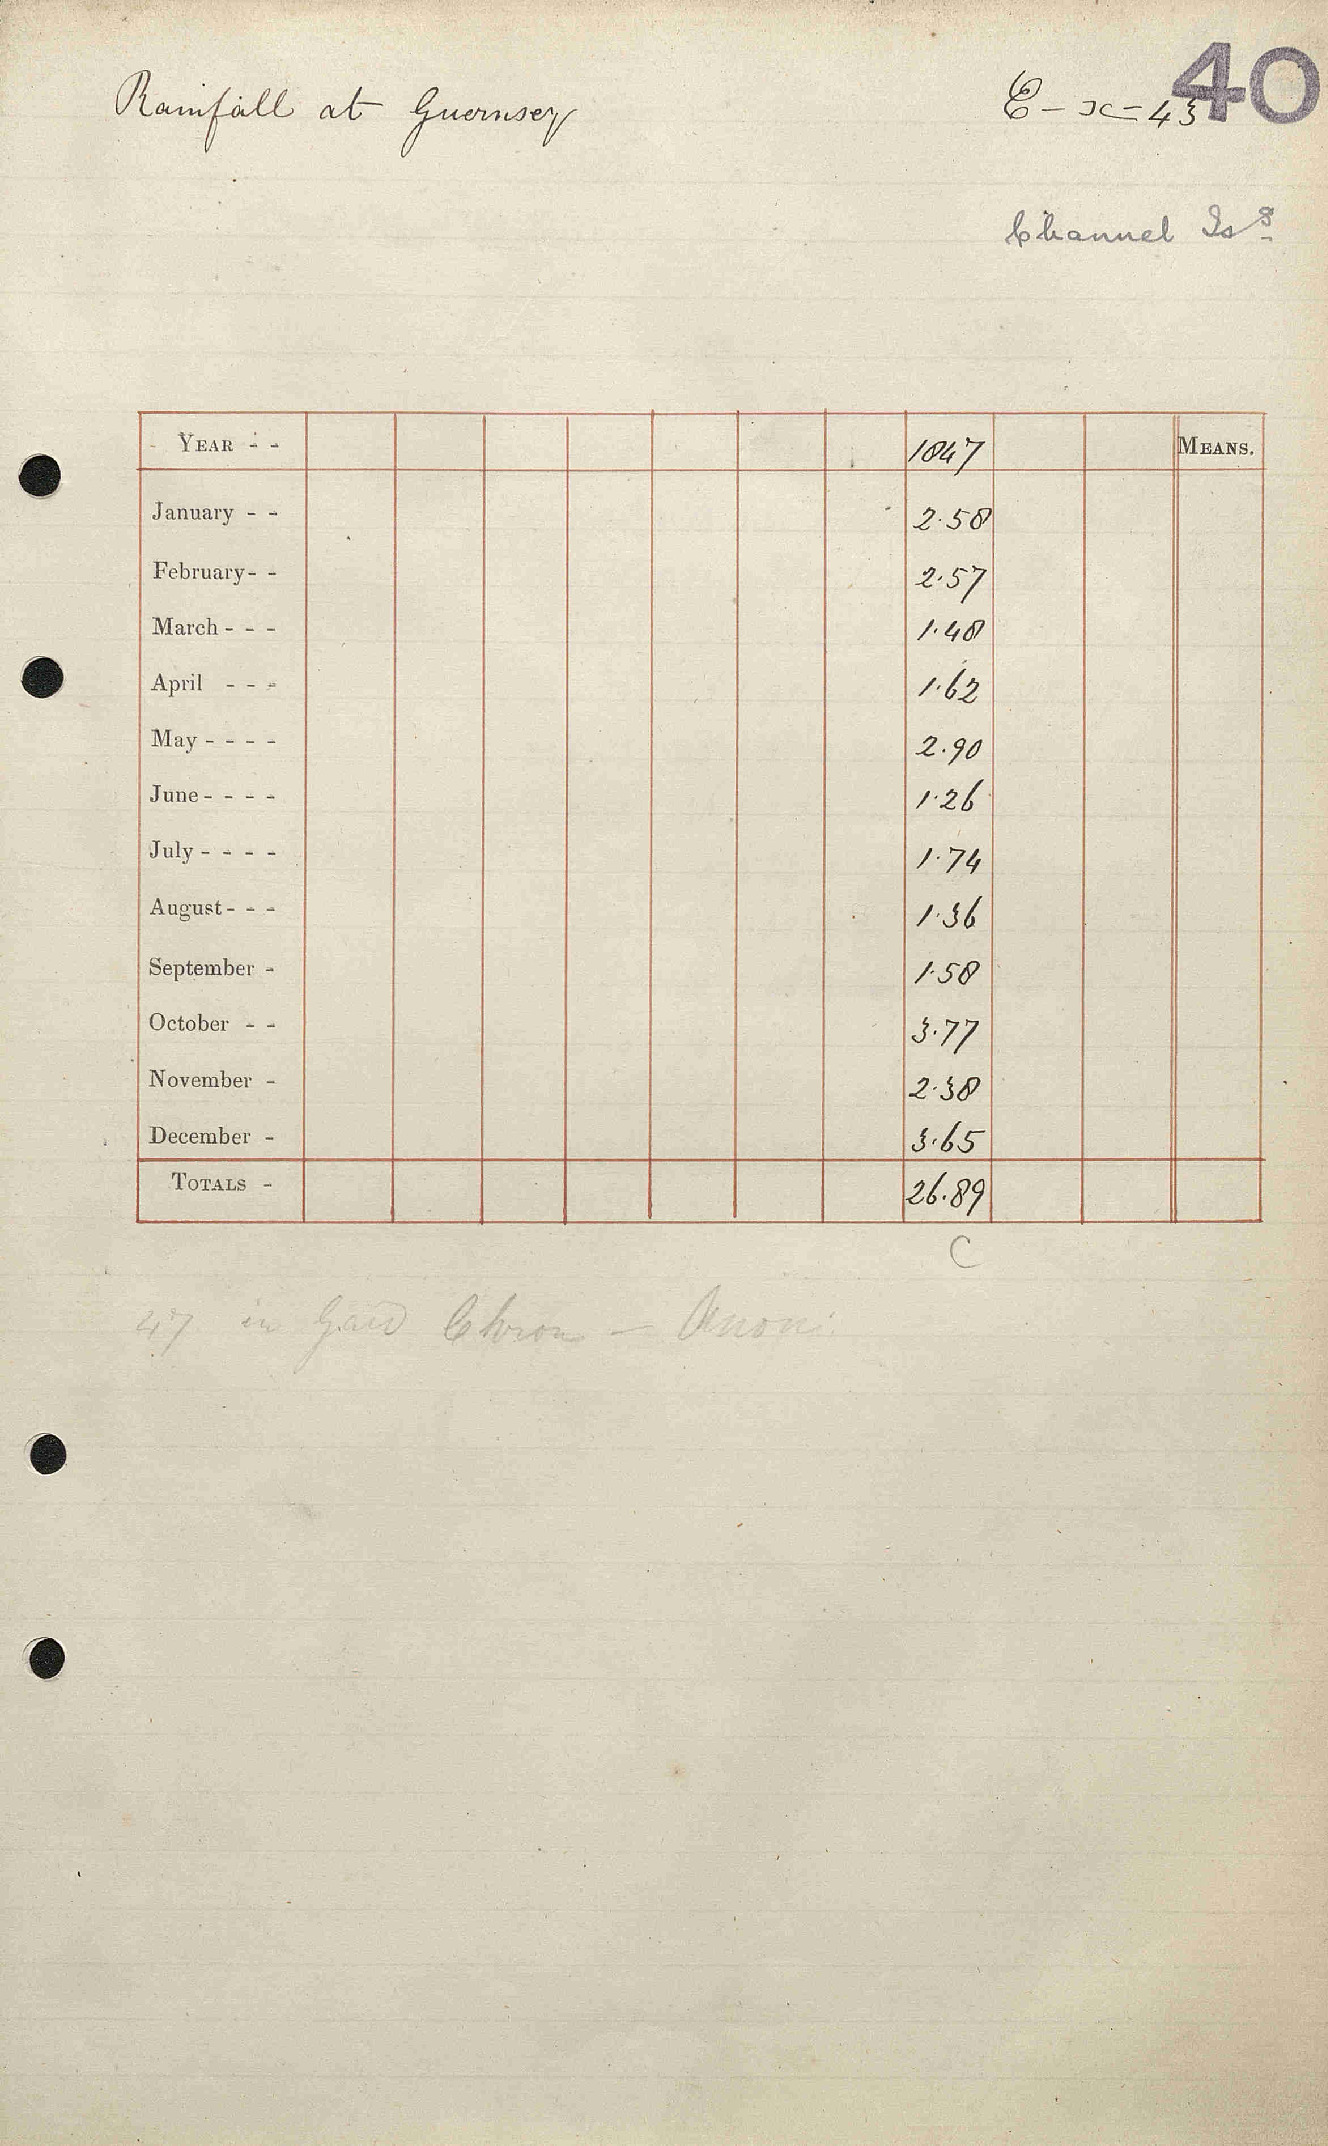 Rainfall at Guernsey
C - x - 43
40
Channel Is^s
YEAR - - 1847 MEANS.
January - - 2.58
February - - 2.57
March - - - 1.48
April - - - 1.62
May - - - - 2.90
June - - - - 1.26
July - - - - 1.74
August - - - 1.36
September - 1.58
October - - 3.77
November - 2.38
December - 3.65
TOTALS - 26.89
C
47 in Gard Chron — Anon.